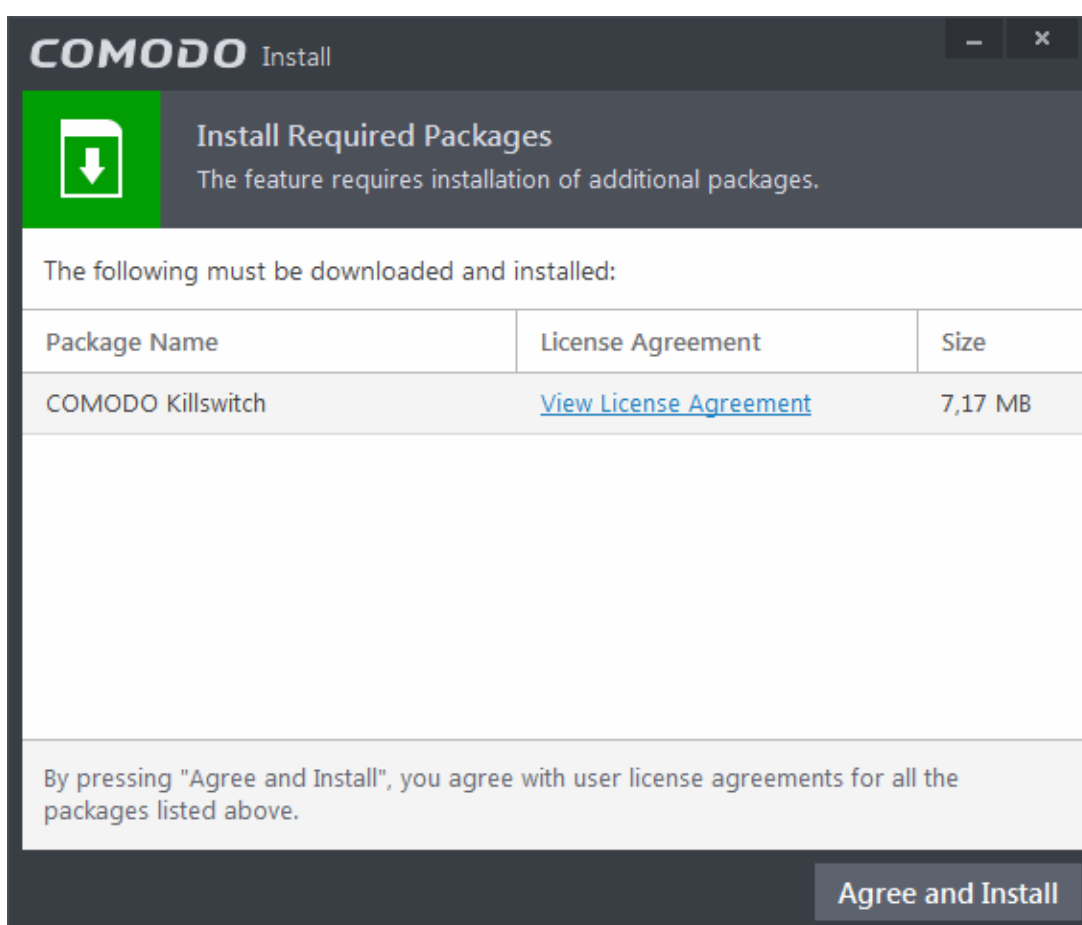 COMODO Install
Install Required Packages
The feature requires installation of additional packages.
The following must be downloaded and installed:
Package Name License Agreement Size
COMODO Killswitch View License Agreement 7,17 MB
By pressing "Agree and Install", you agree with user license agreements for all the
packages listed above.
Agree and Install